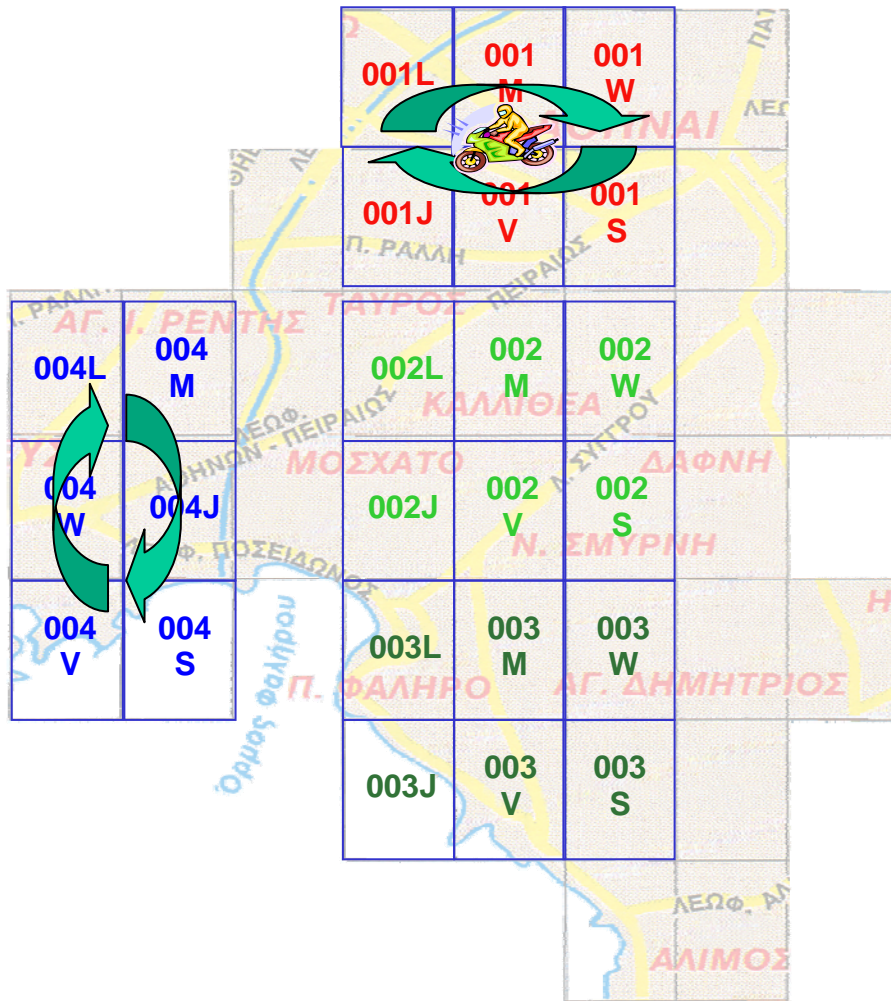 001L
001
M
001
W
ΑΘΗΝΑΙ
001J
001
V
001
S
Π. ΡΑΛΛΗ
ΠΕΙΡΑΙΩΣ
ΤΑΥΡΟΣ
ΑΓ. Ι. ΡΕΝΤΗΣ
004L
004
M
002L
002
M
002
W
ΚΑΛΛΙΘΕΑ
ΛΕΩΦ.
ΑΘΗΝΩΝ - ΠΕΙΡΑΙΩΣ
Λ. ΣΥΓΓΡΟΥ
ΜΟΣΧΑΤΟ
ΔΑΦΝΗ
004
W
004J
002J
002
V
002
S
Ν. ΣΜΥΡΝΗ
ΛΕΩΦ. ΠΟΣΕΙΔΩΝΟΣ
004
V
004
S
003L
003
M
003
W
Π. ΦΑΛΗΡΟ
ΑΓ. ΔΗΜΗΤΡΙΟΣ
Όρμος Φαλήρου
003J
003
V
003
S
ΛΕΩΦ. ΑΛ
ΑΛΙΜΟΣ